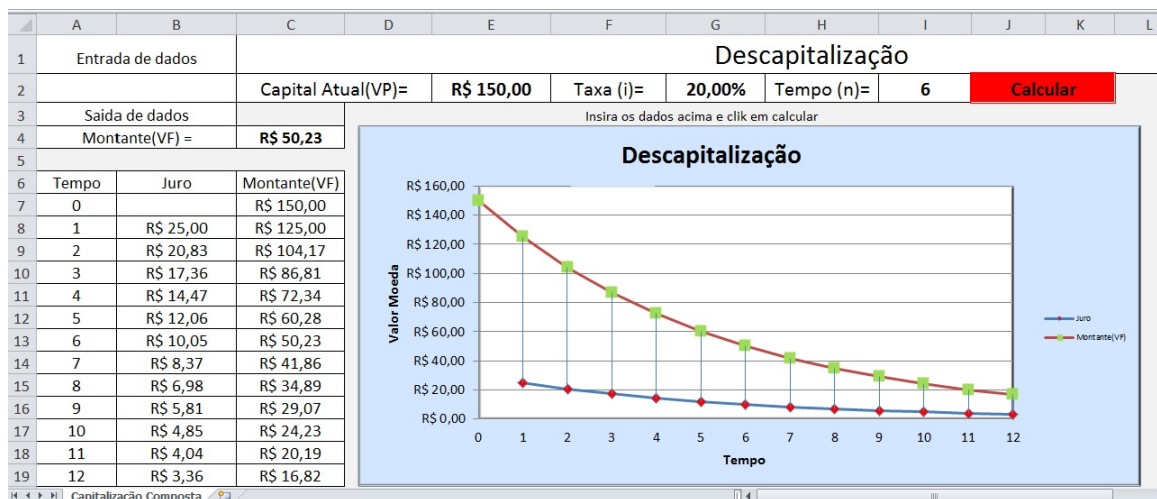 A B C D E F G H I J K L
1 Entrada de dados Descapitalização
2 Capital Atual(VP)= R$ 150,00 Taxa (i)= 20,00% Tempo (n)= 6 Calcular
3 Saida de dados Insira os dados acima e clik em calcular
4 Montante(VF) = R$ 50,23
5
6 Tempo Juro Montante(VF)
7 0 R$ 150,00
8 1 R$ 25,00 R$ 125,00
9 2 R$ 20,83 R$ 104,17
10 3 R$ 17,36 R$ 86,81
11 4 R$ 14,47 R$ 72,34
12 5 R$ 12,06 R$ 60,28
13 6 R$ 10,05 R$ 50,23
14 7 R$ 8,37 R$ 41,86
15 8 R$ 6,98 R$ 34,89
16 9 R$ 5,81 R$ 29,07
17 10 R$ 4,85 R$ 24,23
18 11 R$ 4,04 R$ 20,19
19 12 R$ 3,36 R$ 16,82
Descapitalização
R$ 160,00
R$ 140,00
R$ 120,00
R$ 100,00
R$ 80,00
R$ 60,00
R$ 40,00
R$ 20,00
R$ 0,00
Valor Moeda
0 1 2 3 4 5 6 7 8 9 10 11 12
Tempo
Juro
Montante(VF)
Capitalização Composta